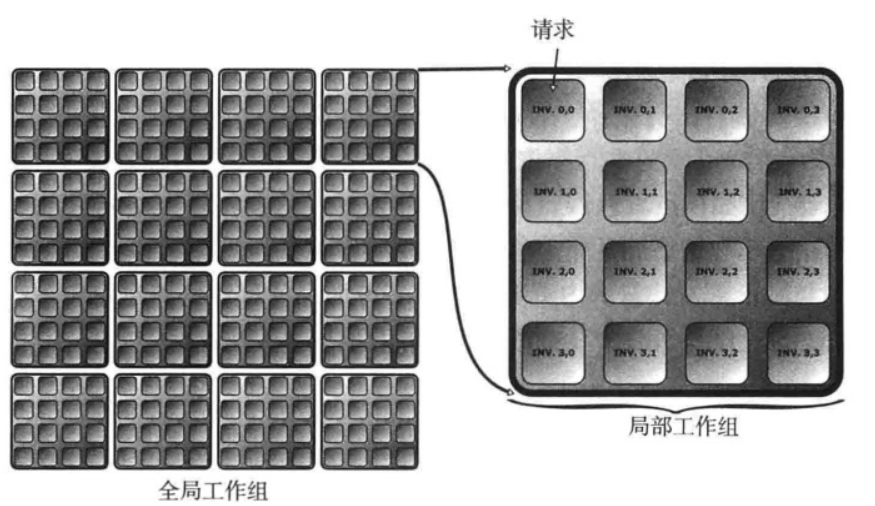 请求
INV. 0,0 INV. 0,1 INV. 0,2 INV. 0,3
INV. 1,0 INV. 1,1 INV. 1,2 INV. 1,3
INV. 2,0 INV. 2,1 INV. 2,2 INV. 2,3
INV. 3,0 INV. 3,1 INV. 3,2 INV. 3,3
局部工作组
全局工作组